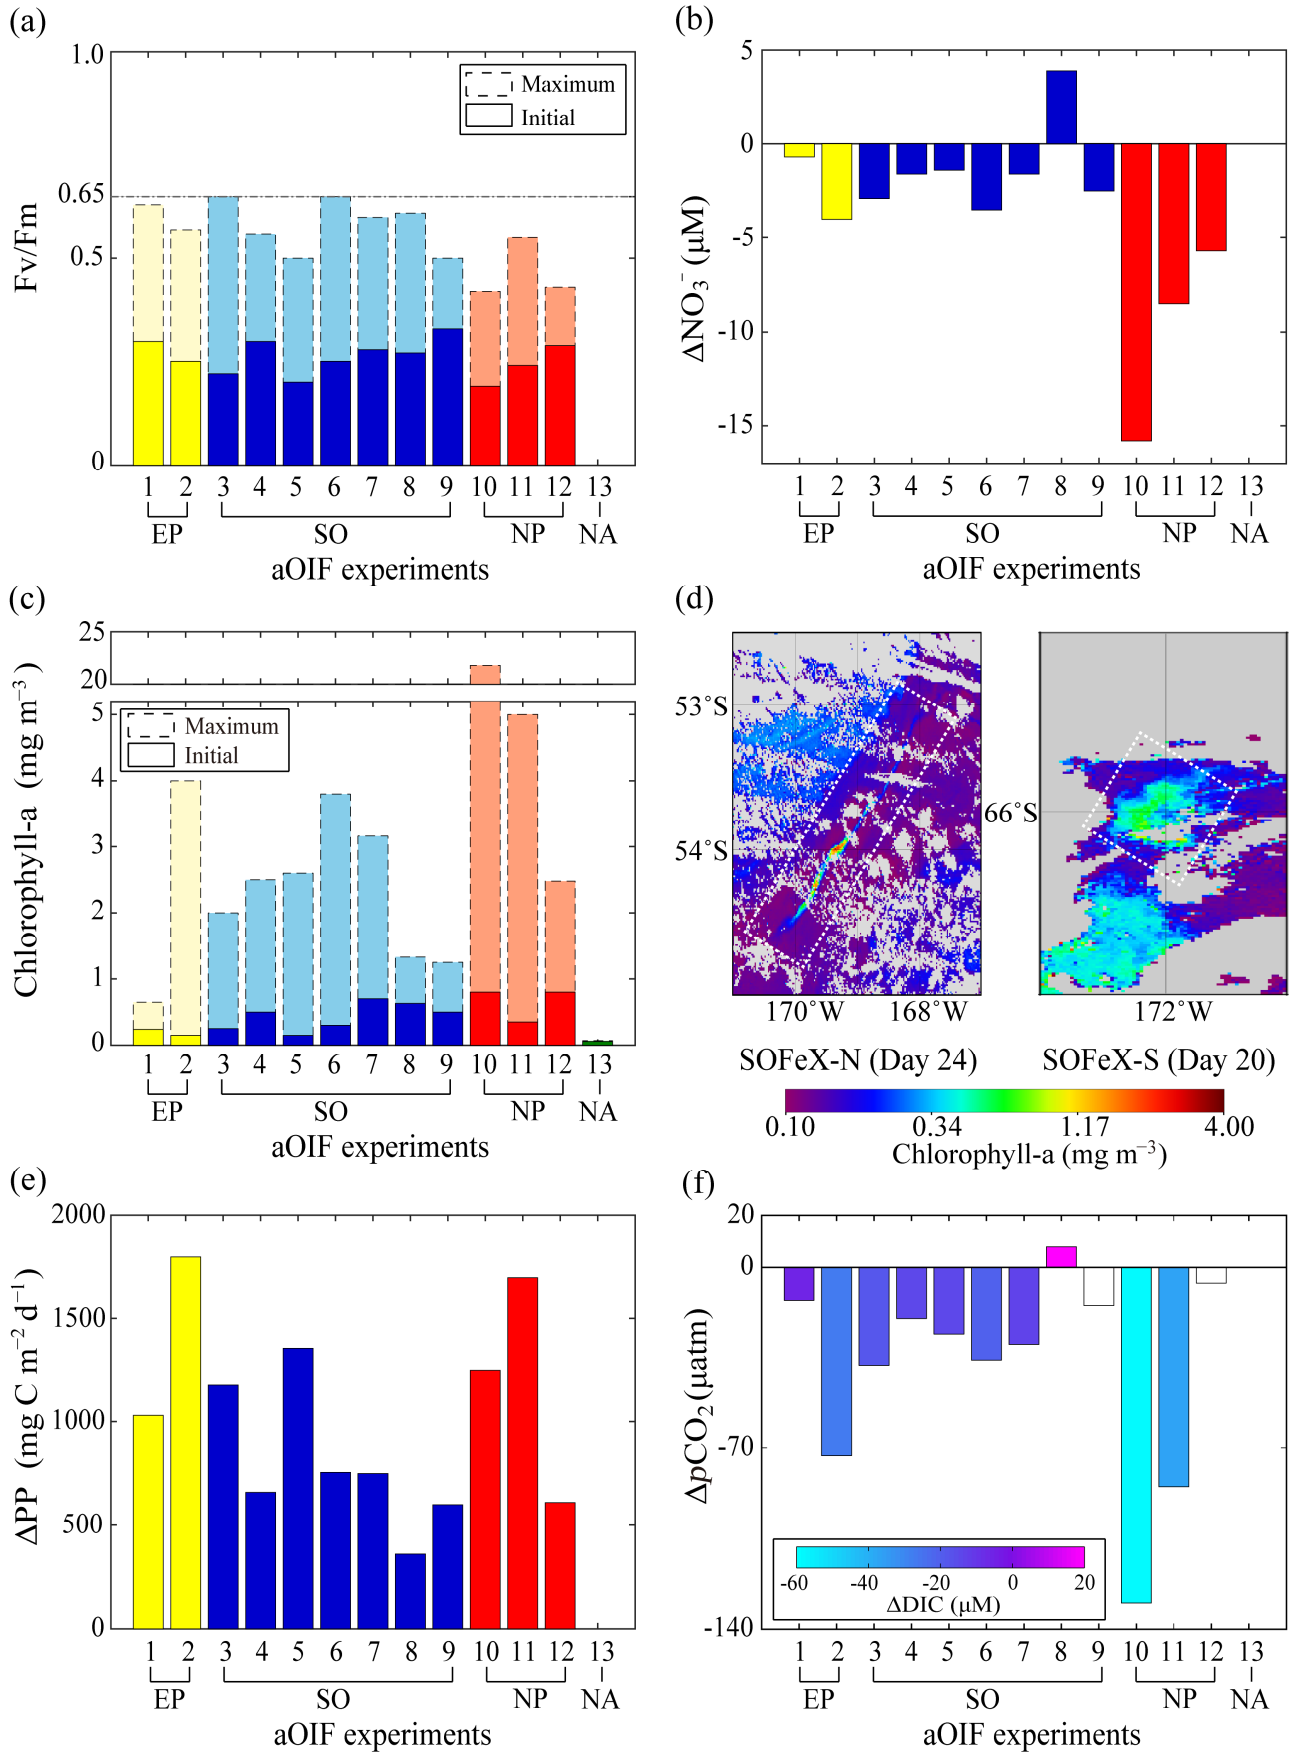 (a)
1.0
0.65
0.5
0
Fv/Fm
Maximum
Initial
1 2 3 4 5 6 7 8 9 10 11 12 13
EP SO NP NA
aOIF experiments
(b)
5
0
-5
-10
-15
ΔNO₃⁻ (μM)
1 2 3 4 5 6 7 8 9 10 11 12 13
EP SO NP NA
aOIF experiments
(c)
25
20
5
4
3
2
1
0
Chlorophyll-a (mg m⁻³)
Maximum
Initial
1 2 3 4 5 6 7 8 9 10 11 12 13
EP SO NP NA
aOIF experiments
(d)
53°S
54°S
170°W 168°W
66°S
172°W
SOFeX-N (Day 24) SOFeX-S (Day 20)
0.10 0.34 1.17 4.00
Chlorophyll-a (mg m⁻³)
(e)
2000
1500
1000
500
0
ΔPP (mg C m⁻² d⁻¹)
1 2 3 4 5 6 7 8 9 10 11 12 13
EP SO NP NA
aOIF experiments
(f)
20
0
-70
-140
ΔpCO₂ (μatm)
-60 -40 -20 0 20
ΔDIC (μM)
1 2 3 4 5 6 7 8 9 10 11 12 13
EP SO NP NA
aOIF experiments